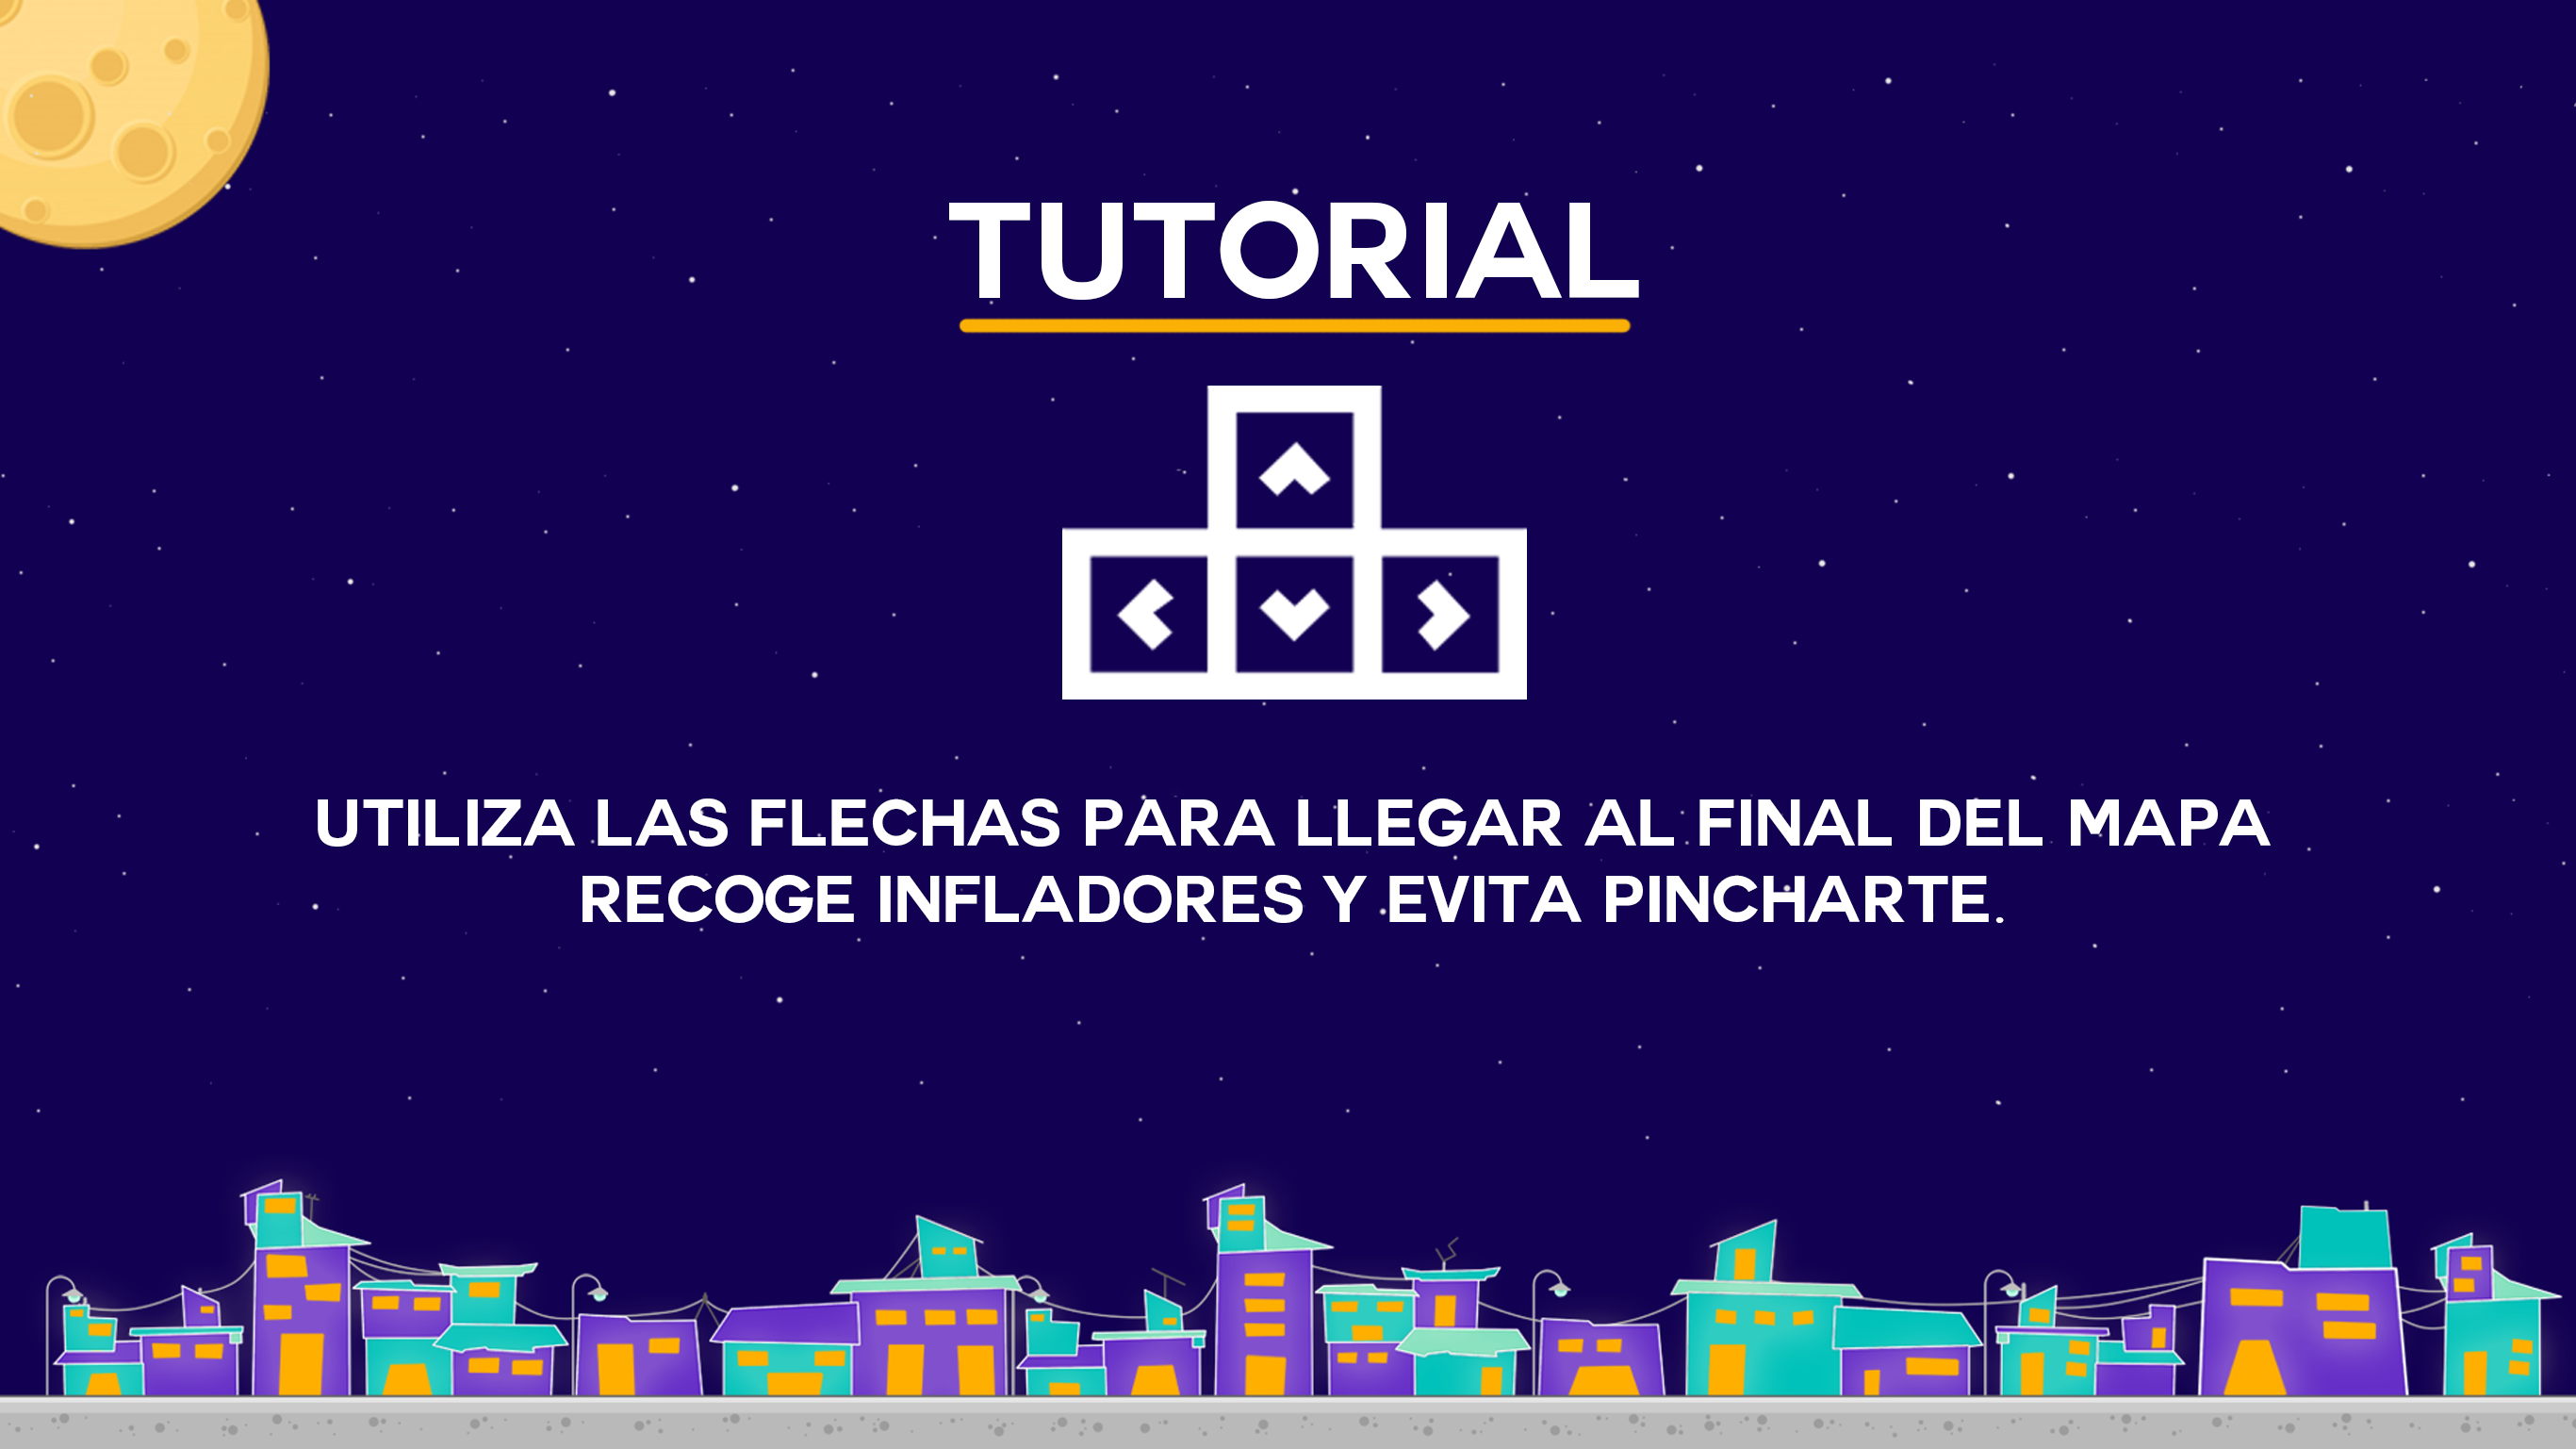 TUTORIAL
UTILIZA LAS FLECHAS PARA LLEGAR AL FINAL DEL MAPA
RECOGE INFLADORES Y EVITA PINCHARTE.